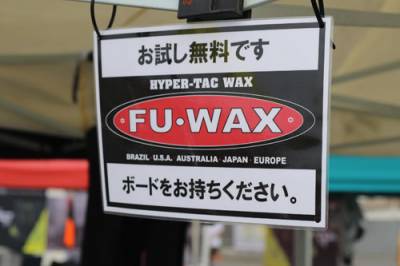 お試し無料です
HYPER-TAC WAX
FU•WAX
BRAZIL U.S.A. AUSTRALIA • JAPAN • EUROPE
ボードをお持ちください。